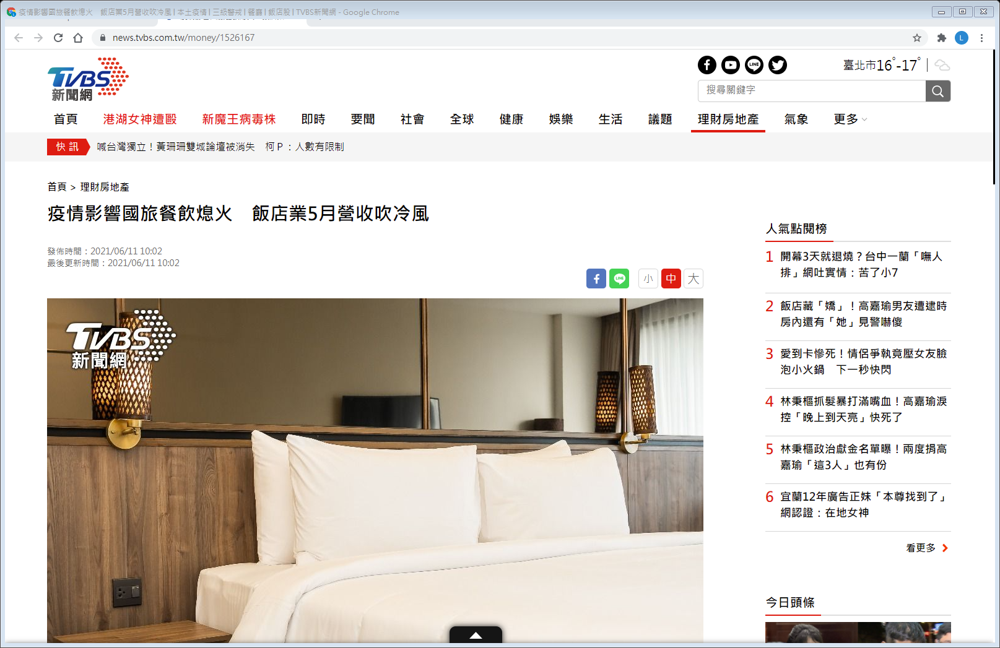 疫情影響國旅餐飲熄火　飯店業5月營收吹冷風 | 本土疫情 | 三級警戒 | 餐廳 | 飯店股 | TVBS新聞網 - Google Chrome
news.tvbs.com.tw/money/1526167
L
TVBS
新聞網
LINE
臺北市16°-17°
搜尋關鍵字
首頁 港湖女神遭毆 新魔王病毒株 即時 要聞 社會 全球 健康 娛樂 生活 議題 理財房地產 氣象 更多
快訊 喊台灣獨立！黃珊珊雙城論壇被消失　柯Ｐ：人數有限制
首頁 > 理財房地產
疫情影響國旅餐飲熄火　飯店業5月營收吹冷風
發佈時間：2021/06/11 10:02
最後更新時間：2021/06/11 10:02
LINE 小 中 大
TVBS
新聞網
人氣點閱榜
1 開幕3天就退燒？台中一蘭「嘸人
排」網吐實情：苦了小7
2 飯店藏「嬌」！高嘉瑜男友遭逮時
房內還有「她」見警嚇傻
3 愛到卡慘死！情侶爭執竟壓女友臉
泡小火鍋　下一秒快閃
4 林秉樞抓髮暴打滿嘴血！高嘉瑜淚
控「晚上到天亮」快死了
5 林秉樞政治獻金名單曝！兩度捐高
嘉瑜「這3人」也有份
6 宜蘭12年廣告正妹「本尊找到了」
網認證：在地女神
看更多
今日頭條